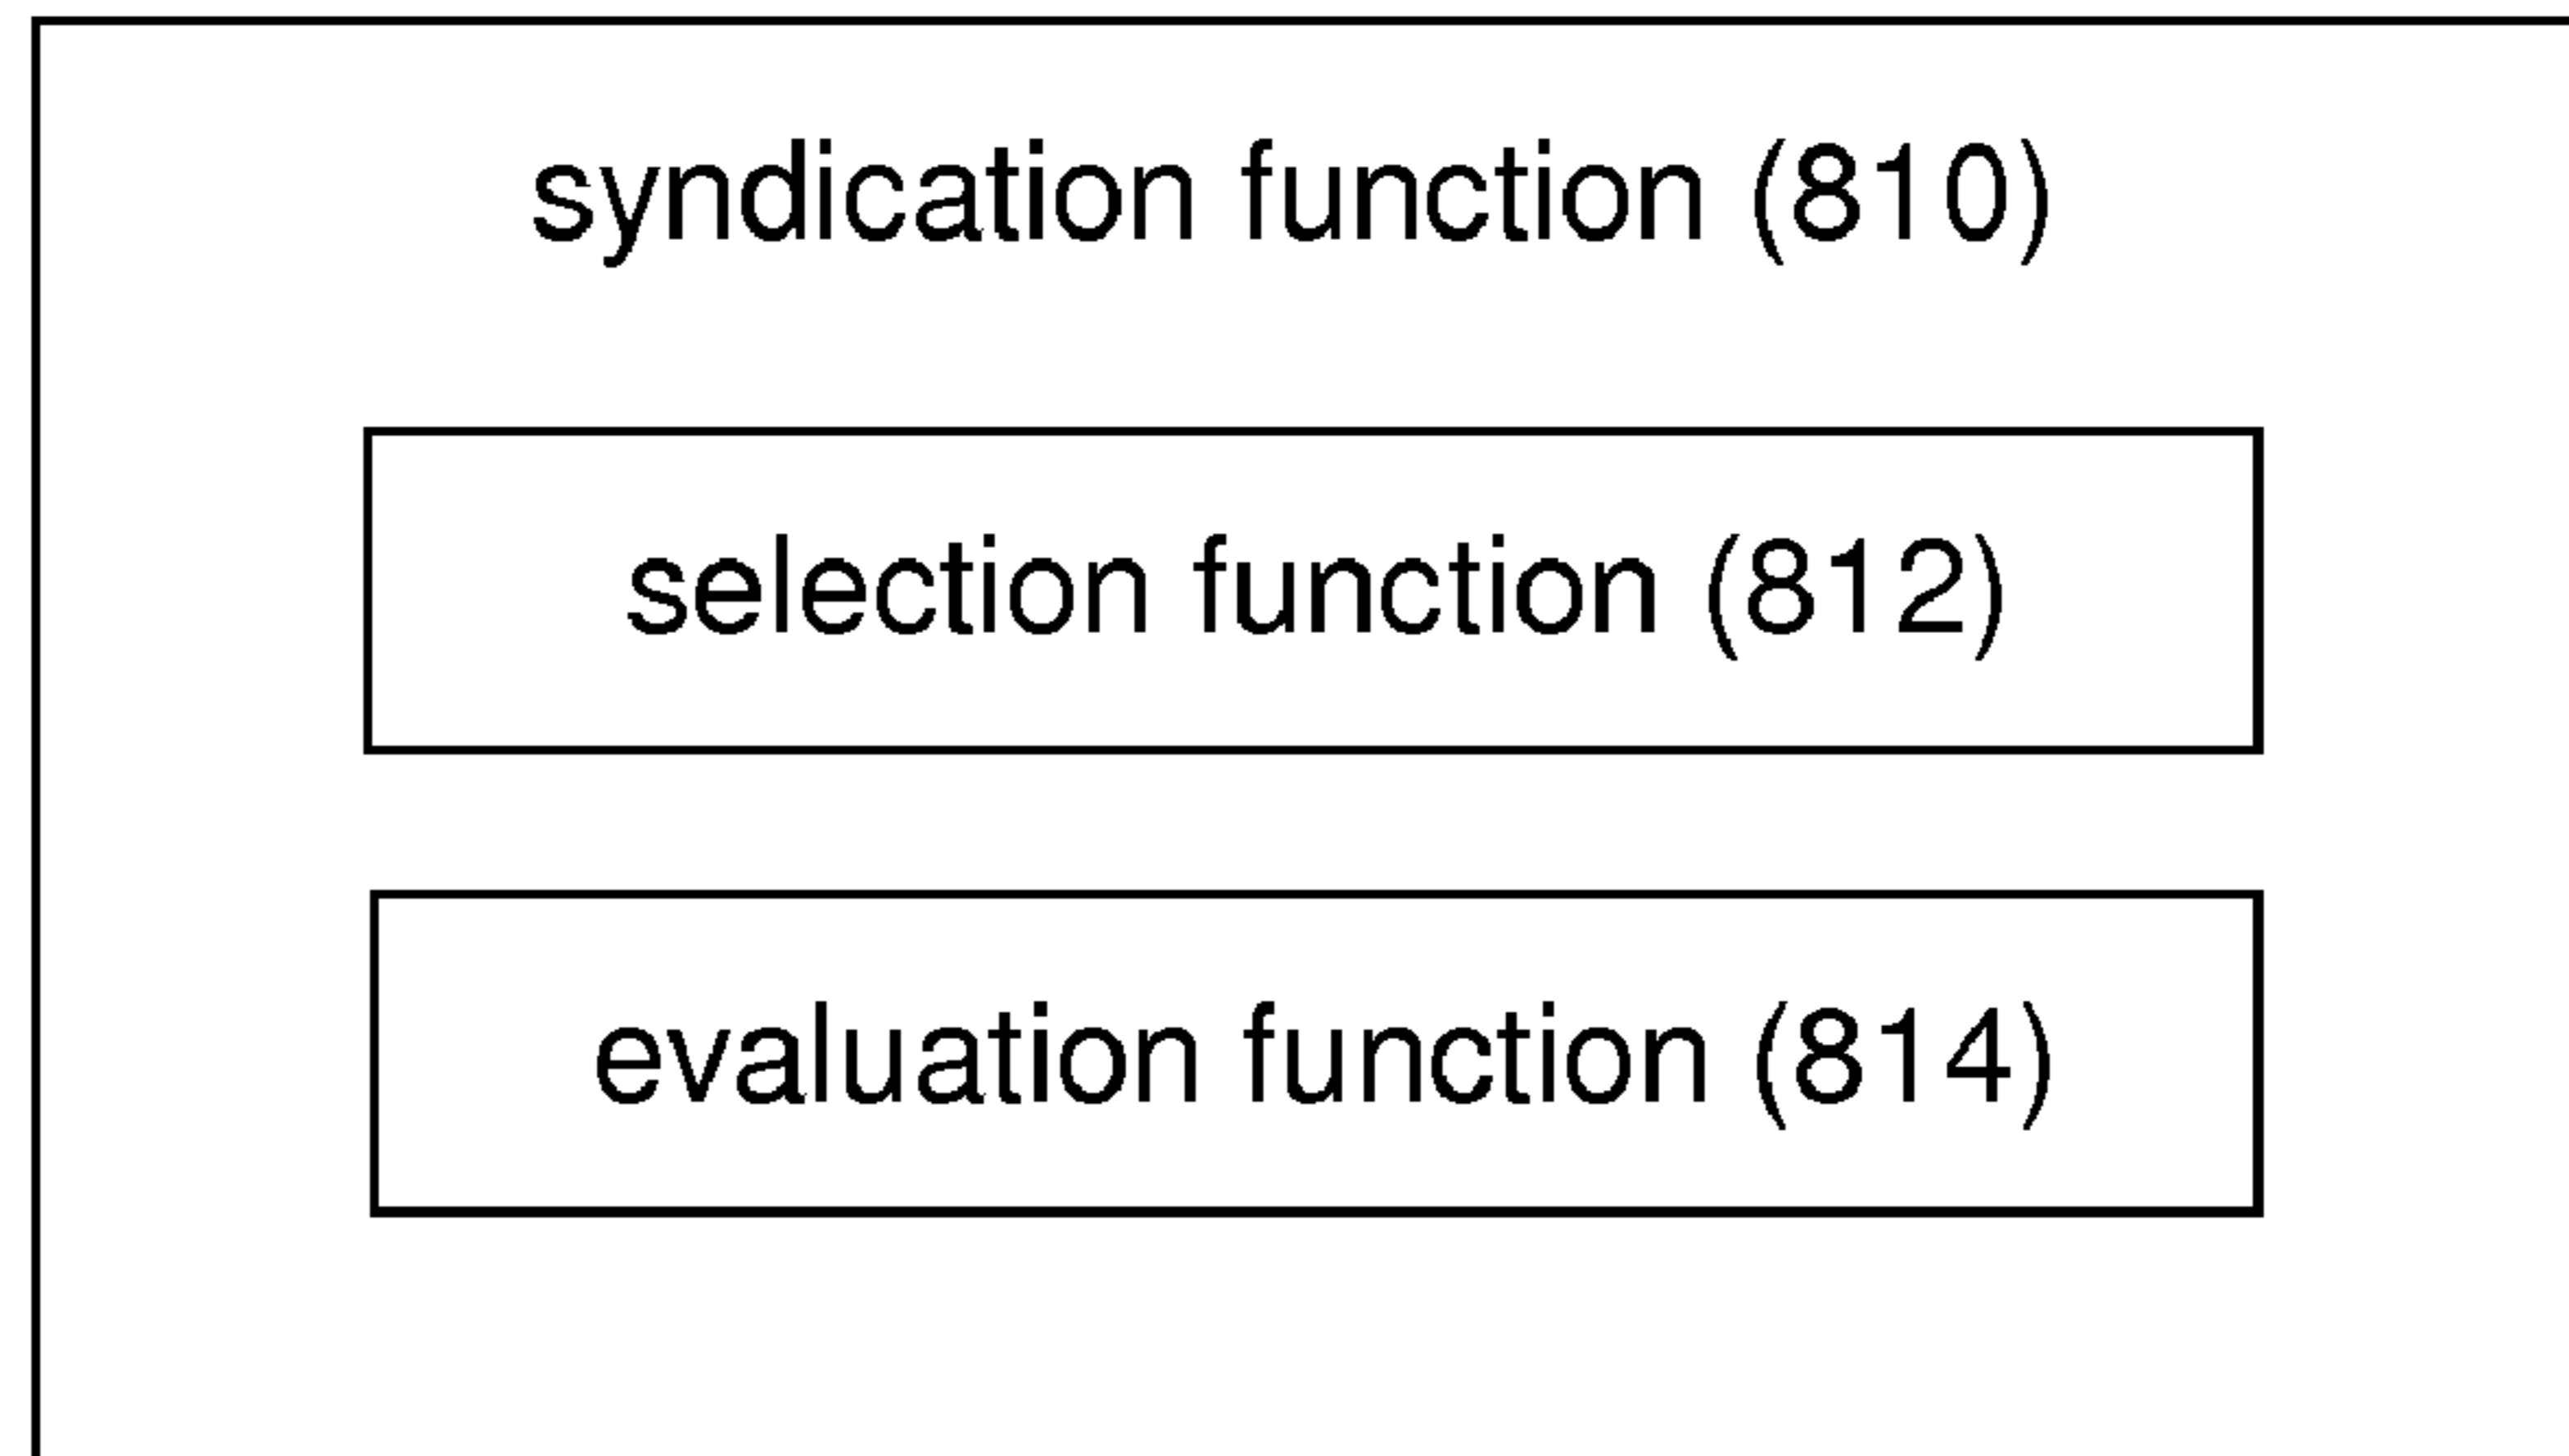 syndication function (810)
selection function (812)
evaluation function (814)